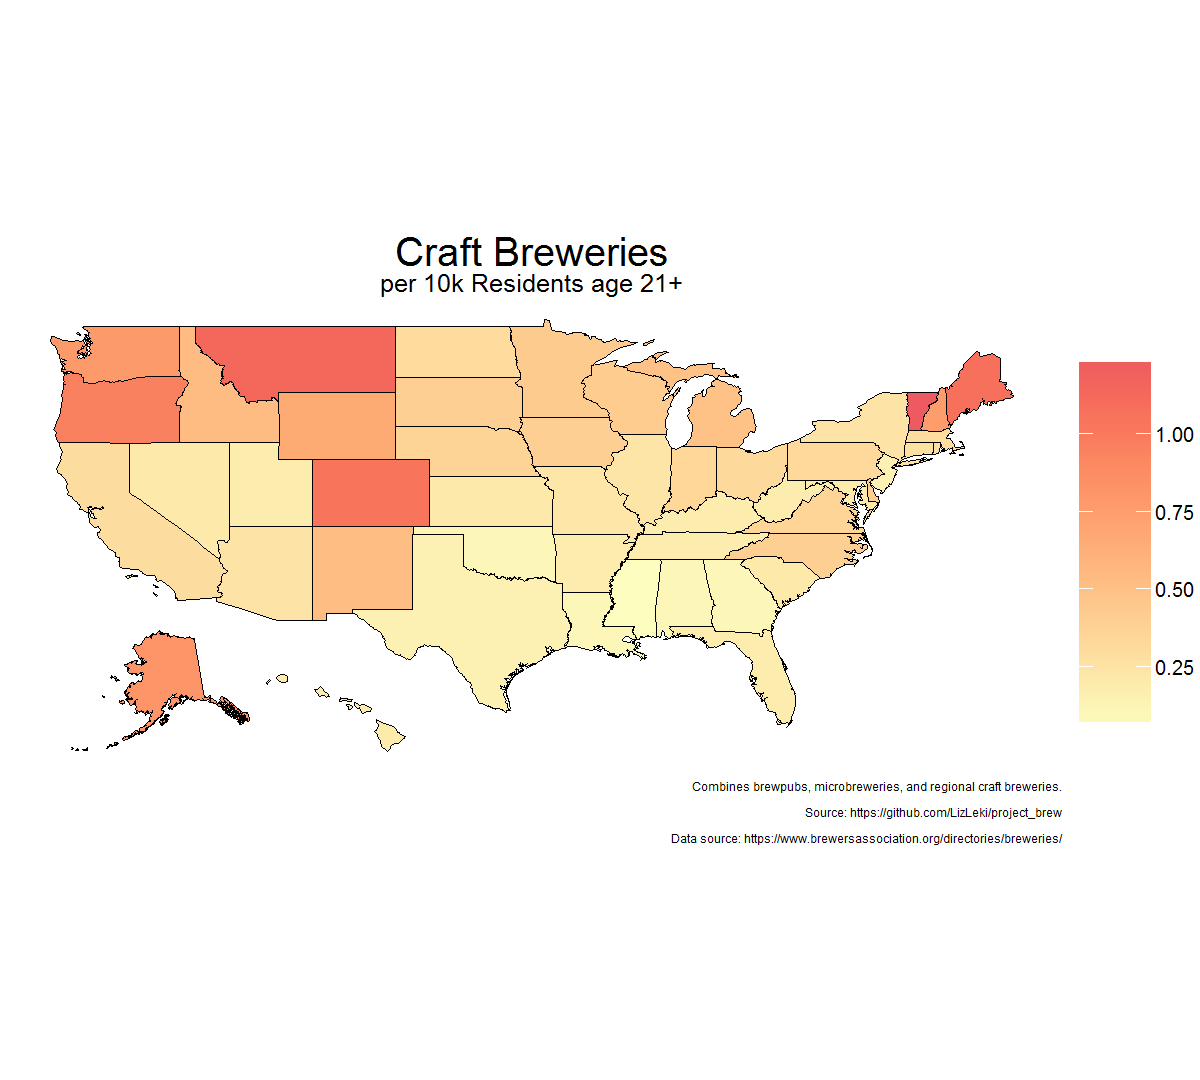 Craft Breweries
per 10k Residents age 21+
1.00
0.75
0.50
0.25
Combines brewpubs, microbreweries, and regional craft breweries.
Source: https://github.com/LizLeki/project_brew
Data source: https://www.brewersassociation.org/directories/breweries/